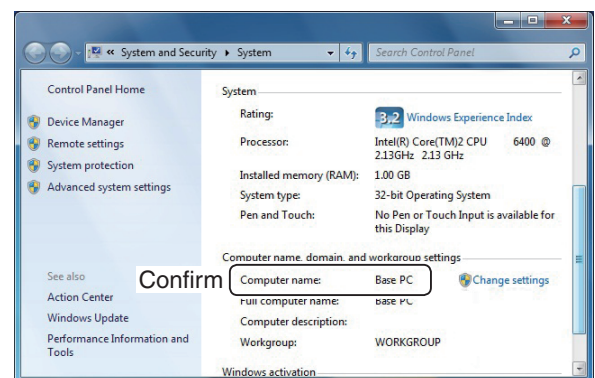 « System and Security ▸ System
Search Control Panel
Control Panel Home
Device Manager
Remote settings
System protection
Advanced system settings
See also
Action Center
Windows Update
Performance Information and
Tools
System
Rating: 3.2 Windows Experience Index
Processor: Intel(R) Core(TM)2 CPU 6400 @
2.13GHz 2.13 GHz
Installed memory (RAM): 1.00 GB
System type: 32-bit Operating System
Pen and Touch: No Pen or Touch Input is available for
this Display
Computer name, domain, and workgroup settings
Confirm
Computer name: Base PC Change settings
Full computer name: Base PC
Computer description:
Workgroup: WORKGROUP
Windows activation